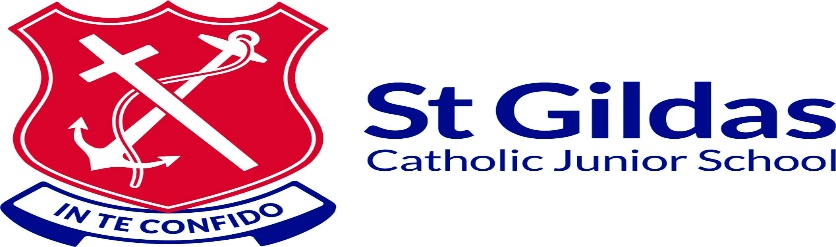 St Gildas
Catholic Junior School
IN TE CONFIDO